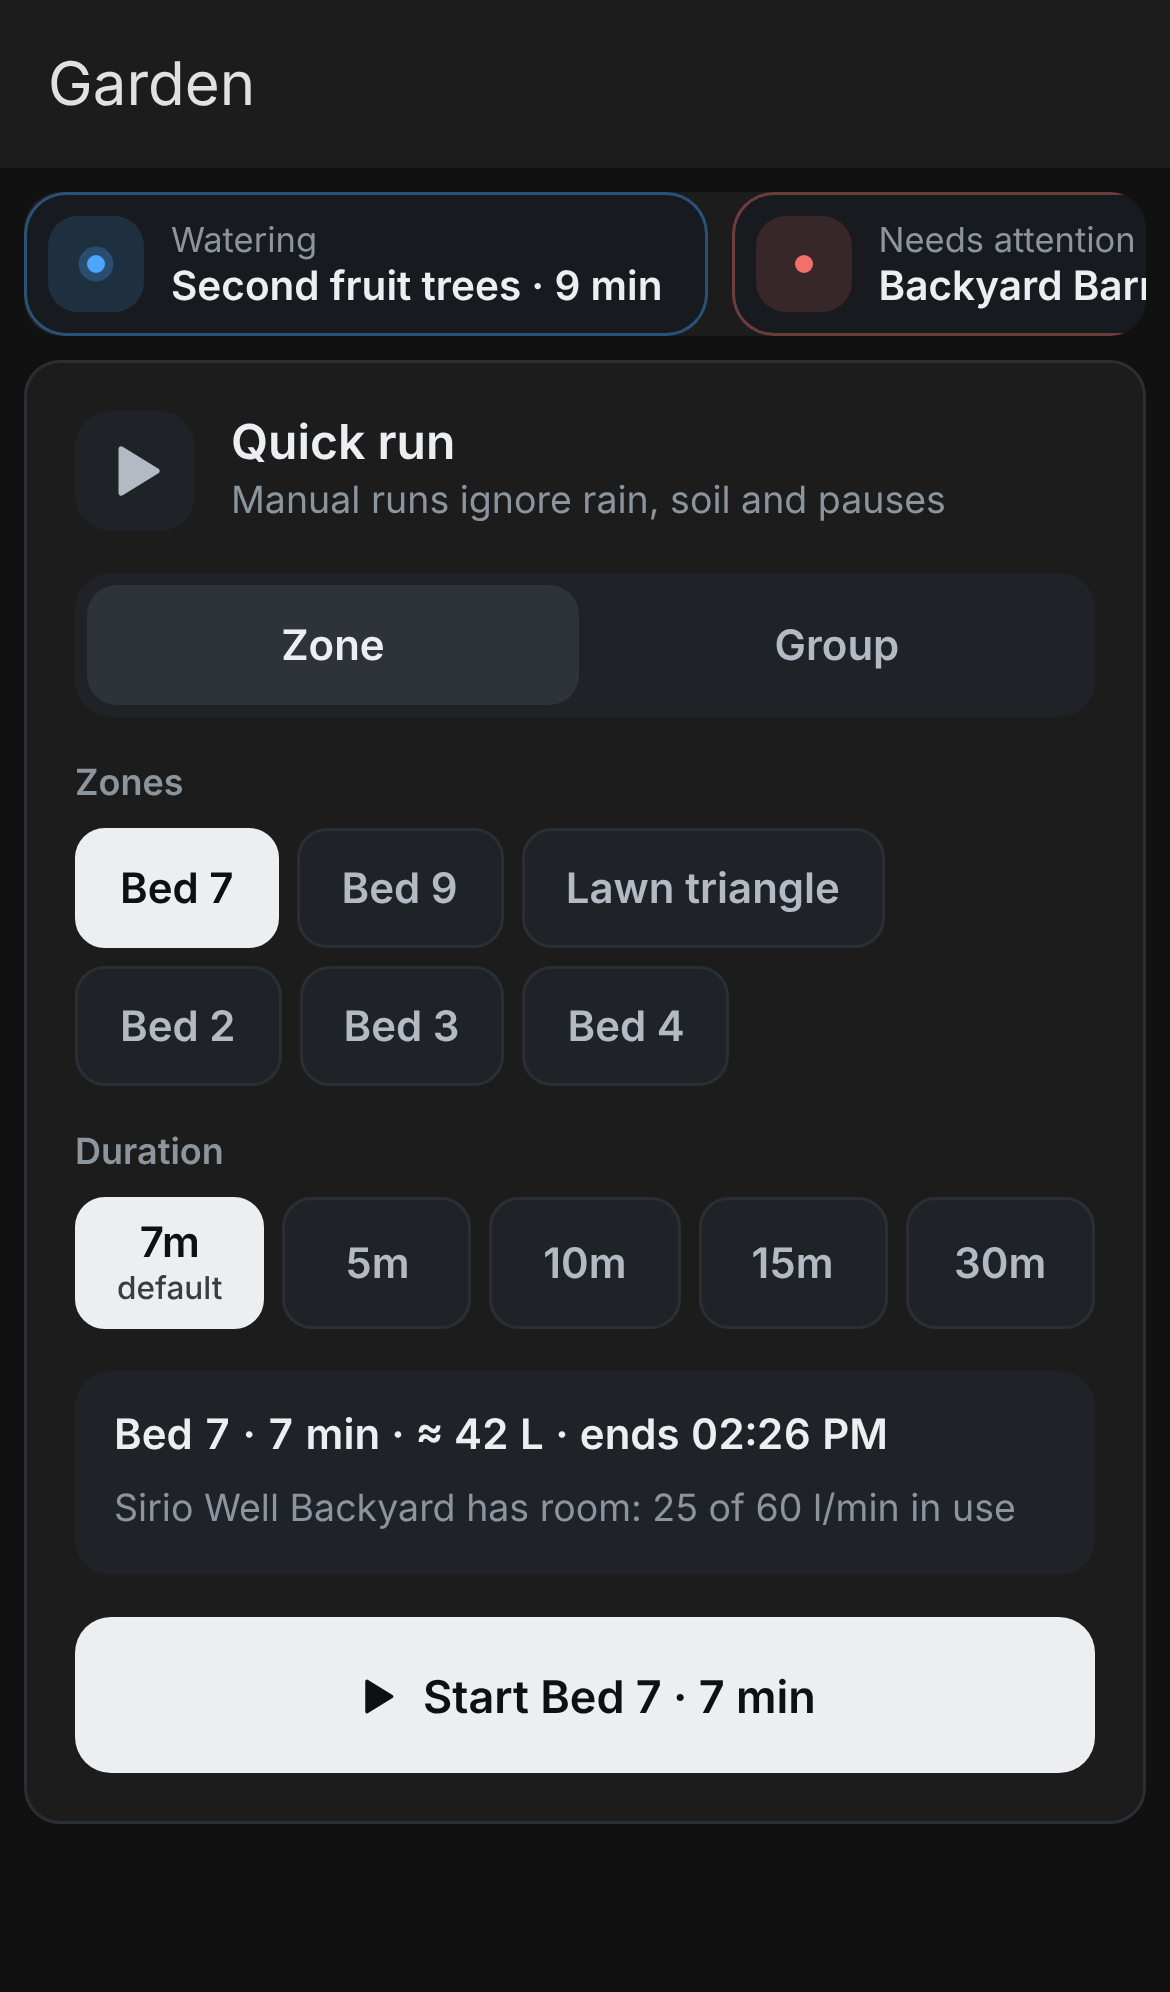 Garden
Watering
Second fruit trees · 9 min
Needs attention
Backyard
Quick run
Manual runs ignore rain, soil and pauses
Zone
Group
Zones
Bed 7
Bed 9
Lawn triangle
Bed 2
Bed 3
Bed 4
Duration
7m
default
5m
10m
15m
30m
Bed 7 · 7 min · ≈ 42 L · ends 02:26 PM
Sirio Well Backyard has room: 25 of 60 l/min in use
Start Bed 7 · 7 min